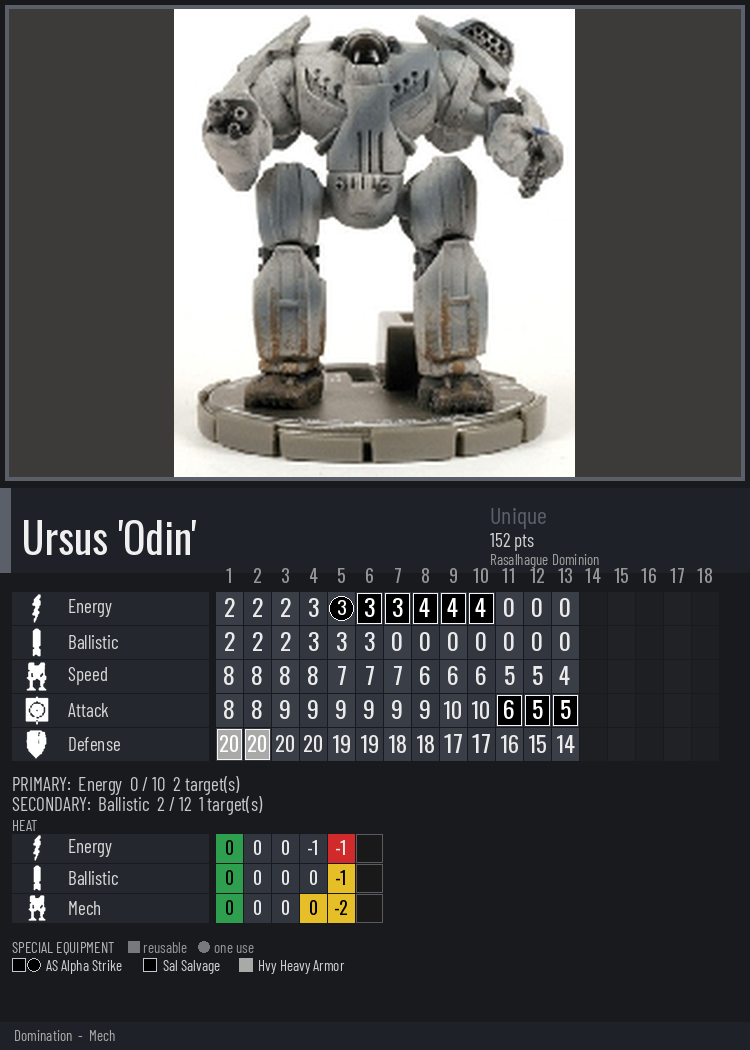 Ursus 'Odin'
Unique
152 pts
Rasalhague Dominion
1 2 3 4 5 6 7 8 9 10 11 12 13 14 15 16 17 18
Energy 2 2 2 3 3 3 3 4 4 4 0 0 0
Ballistic 2 2 2 3 3 3 0 0 0 0 0 0 0
Speed 8 8 8 8 7 7 7 6 6 6 5 5 4
Attack 8 8 9 9 9 9 9 9 10 10 6 5 5
Defense 20 20 20 20 19 19 18 18 17 17 16 15 14
PRIMARY: Energy 0 / 10 2 target(s)
SECONDARY: Ballistic 2 / 12 1 target(s)
HEAT
Energy 0 0 0 -1 -1
Ballistic 0 0 0 0 -1
Mech 0 0 0 0 -2
SPECIAL EQUIPMENT reusable one use
AS Alpha Strike Sal Salvage Hvy Heavy Armor
Domination - Mech